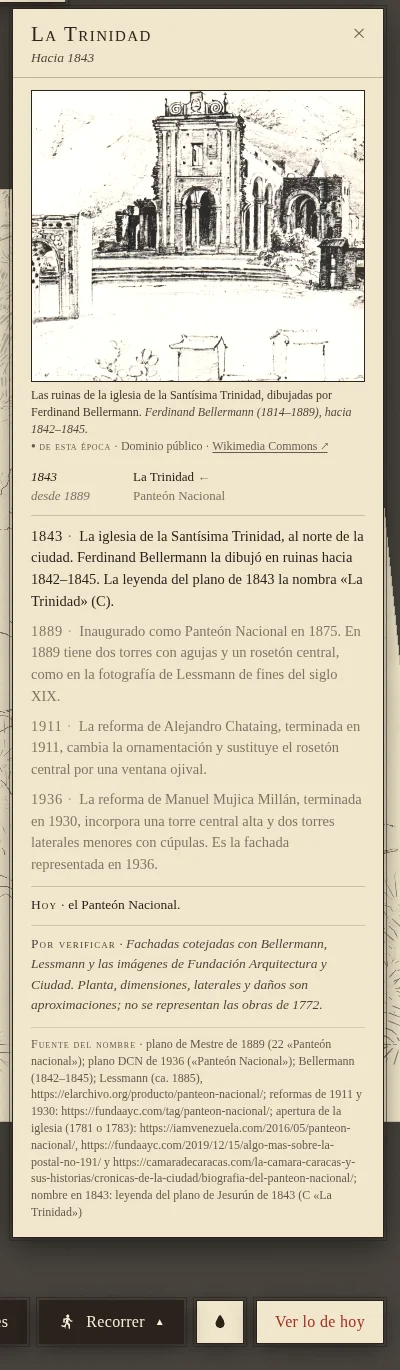 La Trinidad
×
Hacia 1843
Las ruinas de la iglesia de la Santísima Trinidad, dibujadas por
Ferdinand Bellermann. Ferdinand Bellermann (1814–1889), hacia
1842–1845.
• de esta época · Dominio público · Wikimedia Commons ↗
1843 La Trinidad ←
desde 1889 Panteón Nacional
1843 · La iglesia de la Santísima Trinidad, al norte de la
ciudad. Ferdinand Bellermann la dibujó en ruinas hacia
1842–1845. La leyenda del plano de 1843 la nombra «La
Trinidad» (C).
1889 · Inaugurado como Panteón Nacional en 1875. En
1889 tiene dos torres con agujas y un rosetón central,
como en la fotografía de Lessmann de fines del siglo
XIX.
1911 · La reforma de Alejandro Chataing, terminada en
1911, cambia la ornamentación y sustituye el rosetón
central por una ventana ojival.
1936 · La reforma de Manuel Mujica Millán, terminada
en 1930, incorpora una torre central alta y dos torres
laterales menores con cúpulas. Es la fachada
representada en 1936.
Hoy · el Panteón Nacional.
Por verificar · Fachadas cotejadas con Bellermann,
Lessmann y las imágenes de Fundación Arquitectura y
Ciudad. Planta, dimensiones, laterales y daños son
aproximaciones; no se representan las obras de 1772.
Fuente del nombre · plano de Mestre de 1889 (22 «Panteón
nacional»); plano DCN de 1936 («Panteón Nacional»); Bellermann
(1842–1845); Lessmann (ca. 1885),
https://elarchivo.org/producto/panteon-nacional/; reformas de 1911 y
1930: https://fundaayc.com/tag/panteon-nacional/; apertura de la
iglesia (1781 o 1783): https://iamvenezuela.com/2016/05/panteon-
nacional/, https://fundaayc.com/2019/12/15/algo-mas-sobre-la-
postal-no-191/ y https://camaradecaracas.com/la-camara-caracas-y-
sus-historias/cronicas-de-la-ciudad/biografia-del-panteon-nacional/;
nombre en 1843: leyenda del plano de Jesurún de 1843 (C «La
Trinidad»)
es
Recorrer ▲
Ver lo de hoy